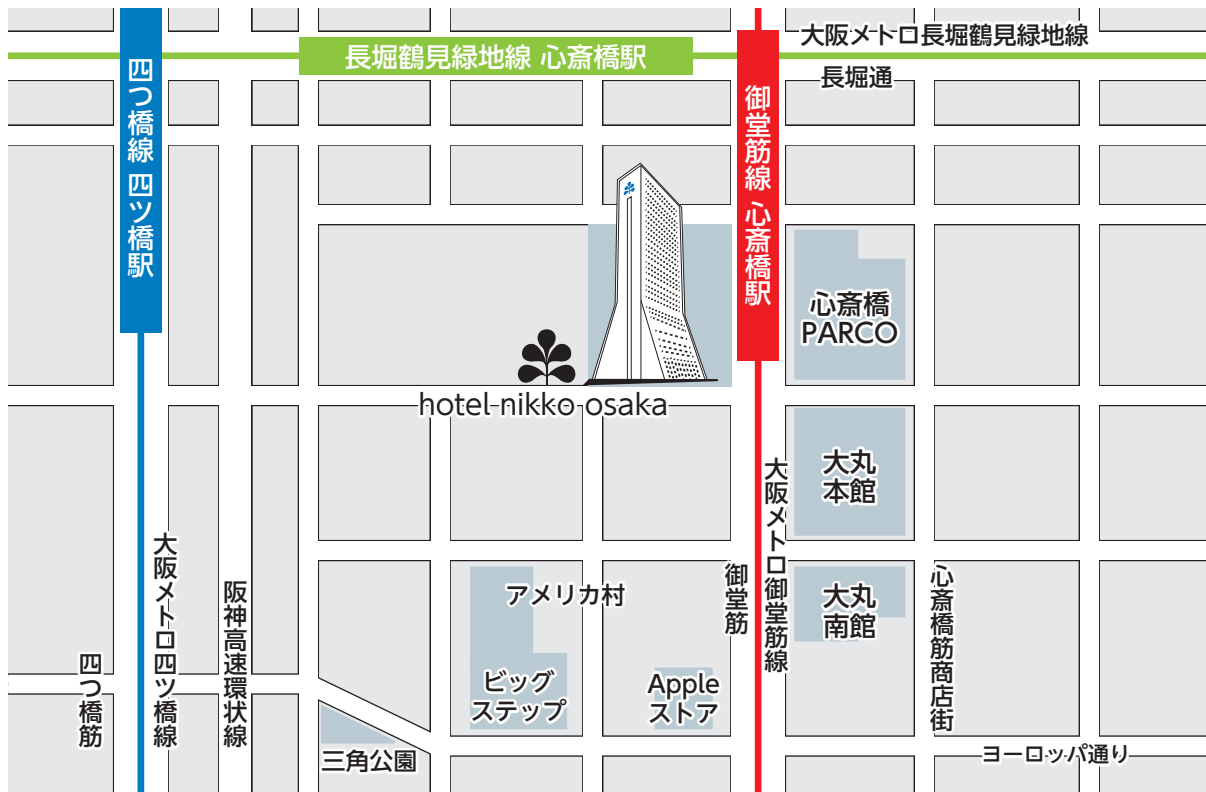 大阪メトロ長堀鶴見緑地線
長堀鶴見緑地線 心斎橋駅
長堀通
四つ橋線 四ツ橋駅
御堂筋線 心斎橋駅
心斎橋
PARCO
hotel nikko osaka
大丸
本館
大阪メトロ御堂筋線
大阪メトロ四ツ橋線
阪神高速環状線
四つ橋筋
アメリカ村
御堂筋
大丸
南館
心斎橋筋商店街
ビッグ
ステップ
Apple
ストア
三角公園
ヨーロッパ通り